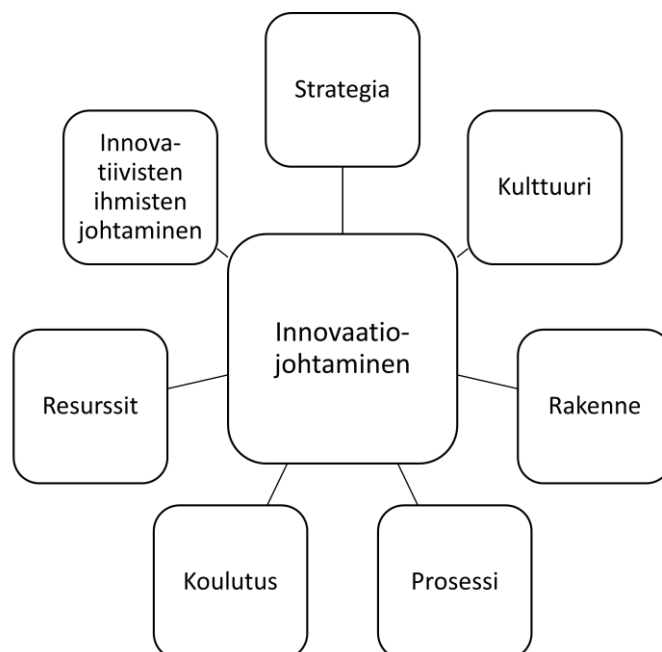 Strategia
Innova-
tiivisten
ihmisten
johtaminen
Kulttuuri
Innovaatio-
johtaminen
Resurssit
Rakenne
Koulutus
Prosessi